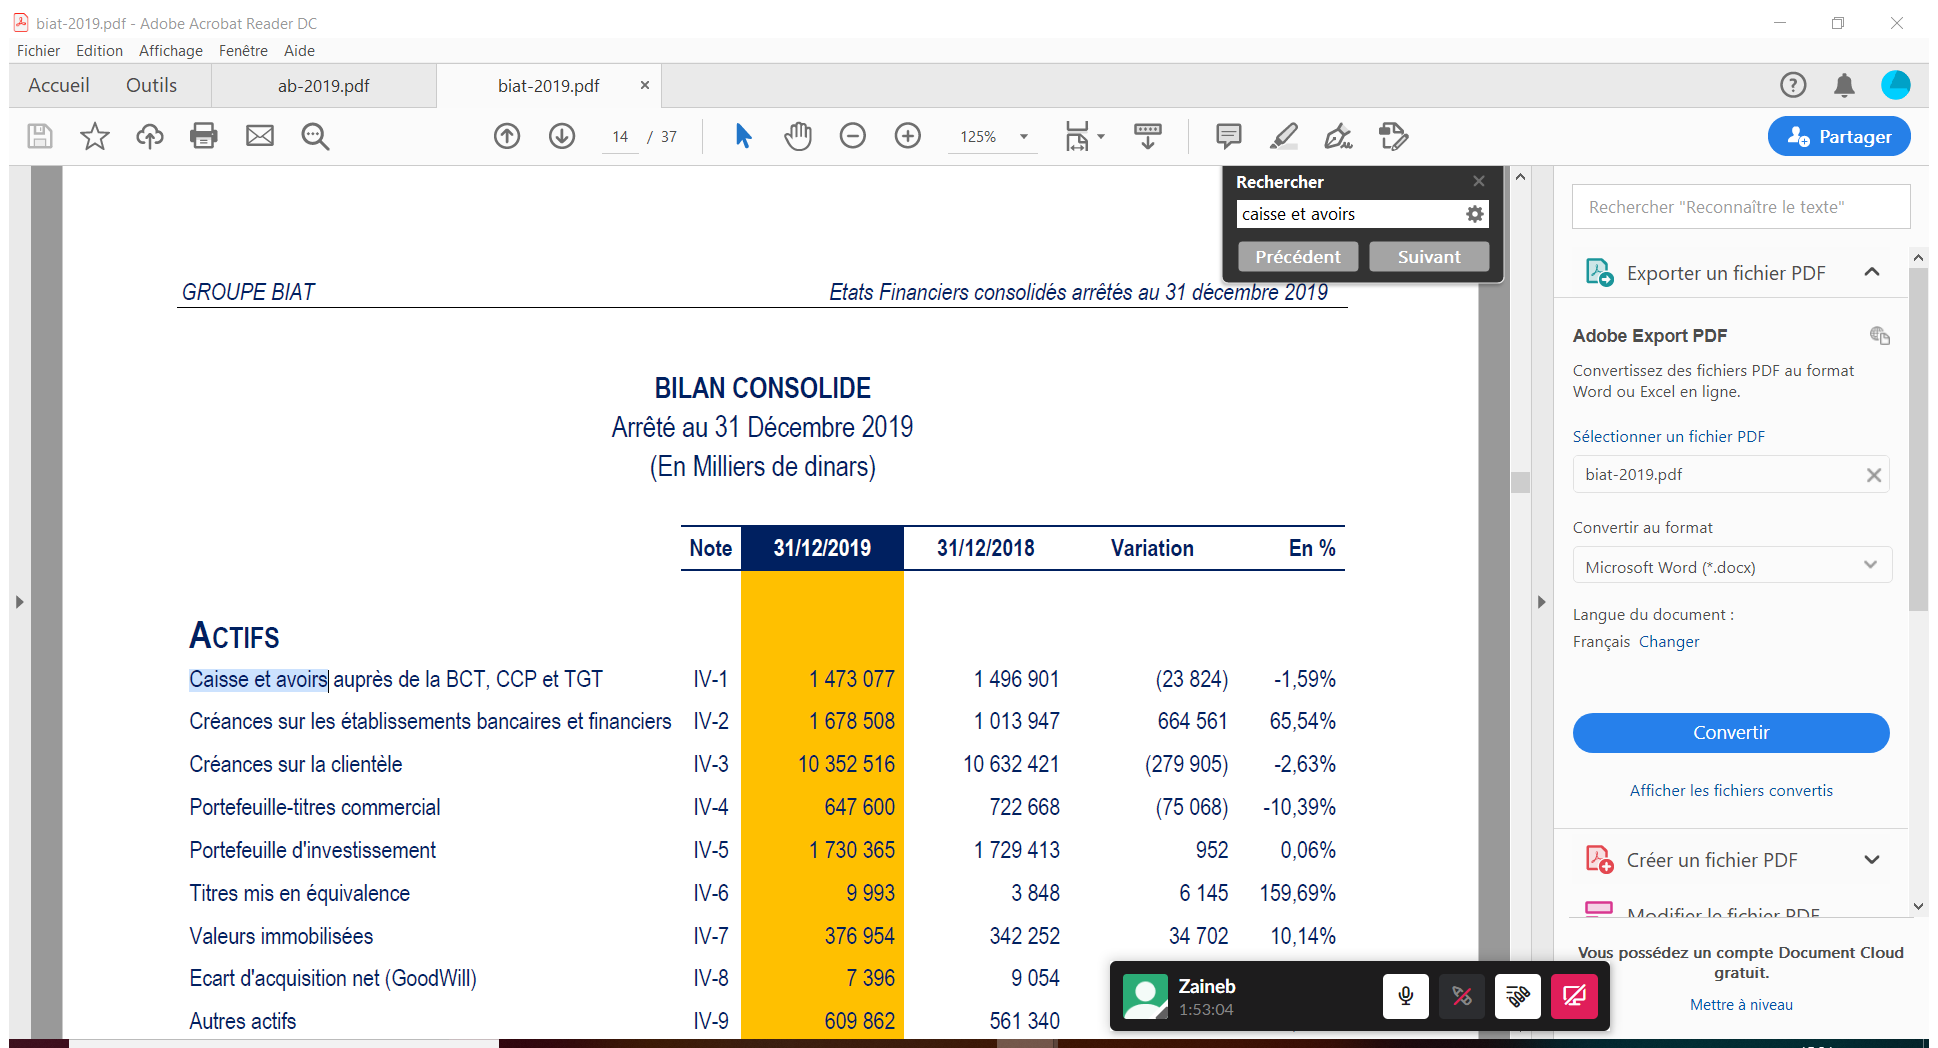 biat-2019.pdf - Adobe Acrobat Reader DC
Fichier Edition Affichage Fenêtre Aide
Accueil Outils ab-2019.pdf biat-2019.pdf
14 / 37 125% Partager
Rechercher
caisse et avoirs
Précédent Suivant
GROUPE BIAT Etats Financiers consolidés arrêtés au 31 décembre 2019
BILAN CONSOLIDE
Arrêté au 31 Décembre 2019
(En Milliers de dinars)
Note 31/12/2019 31/12/2018 Variation En %
ACTIFS
Caisse et avoirs auprès de la BCT, CCP et TGT IV-1 1 473 077 1 496 901 (23 824) -1,59%
Créances sur les établissements bancaires et financiers IV-2 1 678 508 1 013 947 664 561 65,54%
Créances sur la clientèle IV-3 10 352 516 10 632 421 (279 905) -2,63%
Portefeuille-titres commercial IV-4 647 600 722 668 (75 068) -10,39%
Portefeuille d'investissement IV-5 1 730 365 1 729 413 952 0,06%
Titres mis en équivalence IV-6 9 993 3 848 6 145 159,69%
Valeurs immobilisées IV-7 376 954 342 252 34 702 10,14%
Ecart d'acquisition net (GoodWill) IV-8 7 396 9 054
Autres actifs IV-9 609 862 561 340
Zaineb
1:53:04
Rechercher "Reconnaître le texte"
Exporter un fichier PDF
Adobe Export PDF
Convertissez des fichiers PDF au format
Word ou Excel en ligne.
Sélectionner un fichier PDF
biat-2019.pdf
Convertir au format
Microsoft Word (*.docx)
Langue du document :
Français Changer
Convertir
Afficher les fichiers convertis
Créer un fichier PDF
Modifier le fichier PDF
Vous possédez un compte Document Cloud
gratuit.
Mettre à niveau